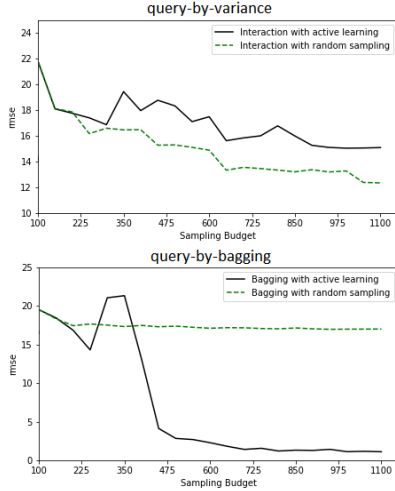 query-by-variance
24
22
20
18
16
14
12
10
rmse
Interaction with active learning
Interaction with random sampling
100 225 350 475 600 725 850 975 1100
Sampling Budget
query-by-bagging
25
20
15
10
5
0
rmse
Bagging with active learning
Bagging with random sampling
100 225 350 475 600 725 850 975 1100
Sampling Budget